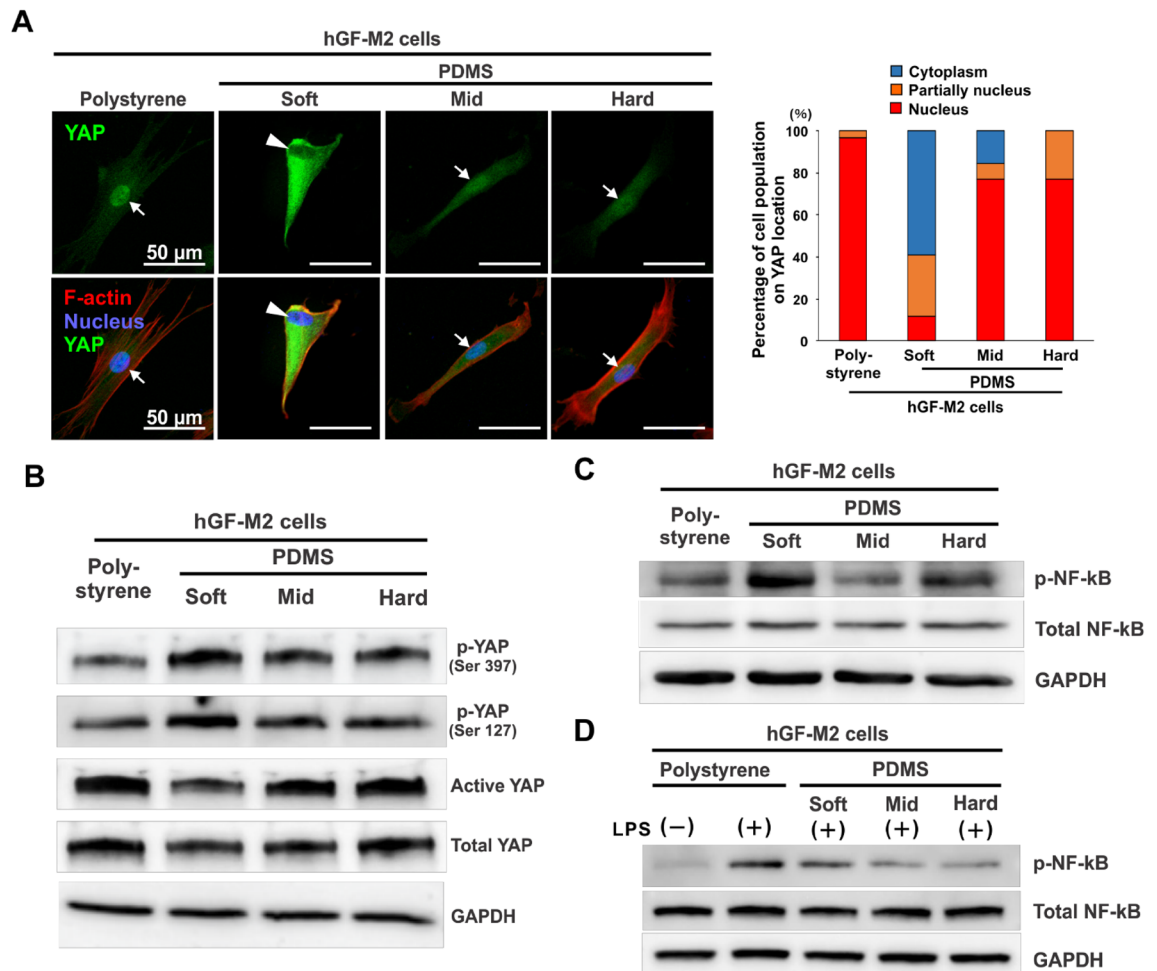 A
hGF-M2 cells
PDMS
Polystyrene
Soft
Mid
Hard
YAP
50 µm
F-actin
Nucleus
YAP
50 µm
Cytoplasm
Partially nucleus
Nucleus
(%)
100
80
60
40
20
0
Percentage of cell population
on YAP location
Poly-
styrene
Soft
Mid
Hard
PDMS
hGF-M2 cells
B
hGF-M2 cells
PDMS
Poly-
styrene
Soft
Mid
Hard
p-YAP
(Ser 397)
p-YAP
(Ser 127)
Active YAP
Total YAP
GAPDH
C
hGF-M2 cells
PDMS
Poly-
styrene
Soft
Mid
Hard
p-NF-kB
Total NF-kB
GAPDH
D
hGF-M2 cells
Polystyrene
PDMS
Soft
Mid
Hard
LPS (−) (+) (+) (+) (+)
p-NF-kB
Total NF-kB
GAPDH